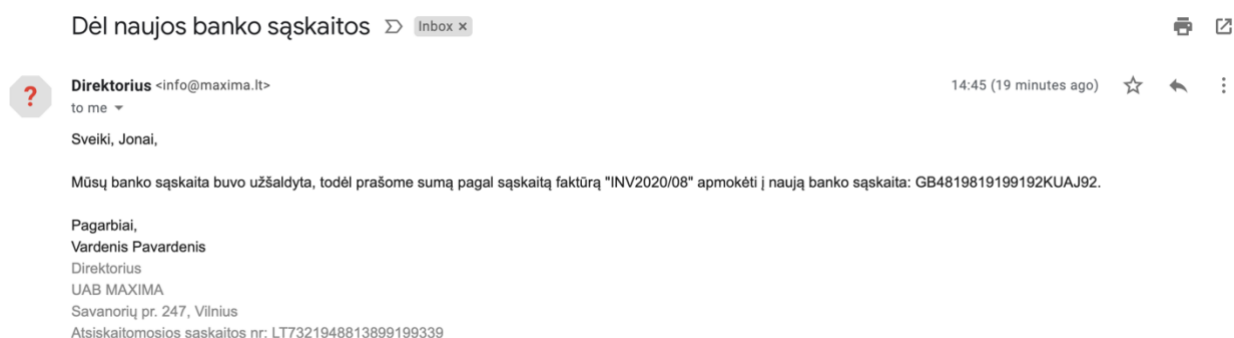 Dėl naujos banko sąskaitos Inbox ×
?
Direktorius <info@maxima.lt> 14:45 (19 minutes ago)
to me
Sveiki, Jonai,
Mūsų banko sąskaita buvo užšaldyta, todėl prašome sumą pagal sąskaitą faktūrą "INV2020/08" apmokėti į naują banko sąskaita: GB4819819199192KUAJ92.
Pagarbiai,
Vardenis Pavardenis
Direktorius
UAB MAXIMA
Savanorių pr. 247, Vilnius
Atsiskaitomosios sąskaitos nr: LT7321948813899199339